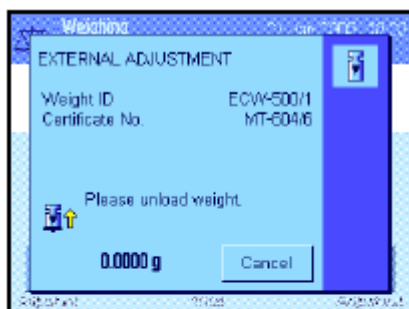 Weighing
EXTERNAL ADJUSTMENT
Weight ID ECW-500/1
Certificate No. MT-604/6
Please unload weight.
0.0000 g Cancel